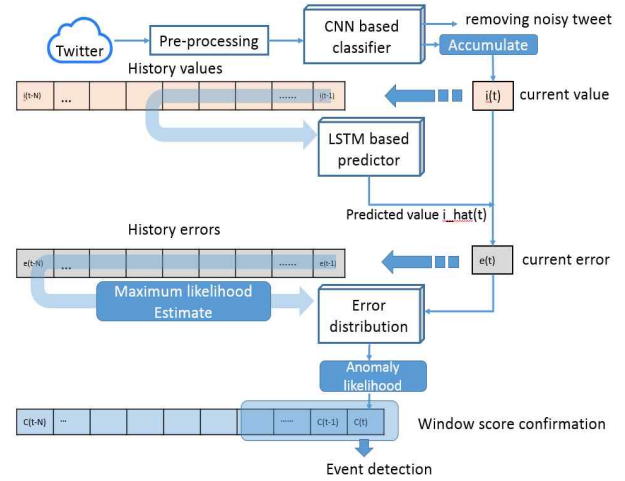 Twitter
Pre-processing
CNN based
classifier
removing noisy tweet
Accumulate
History values
i(t-N) ... ...... i(t-1)
i(t)
current value
LSTM based
predictor
Predicted value i_hat(t)
History errors
e(t-N) ... ...... e(t-1)
e(t)
current error
Maximum likelihood
Estimate
Error
distribution
Anomaly
likelihood
C(t-N) ... ...... C(t-1) C(t)
Window score confirmation
Event detection